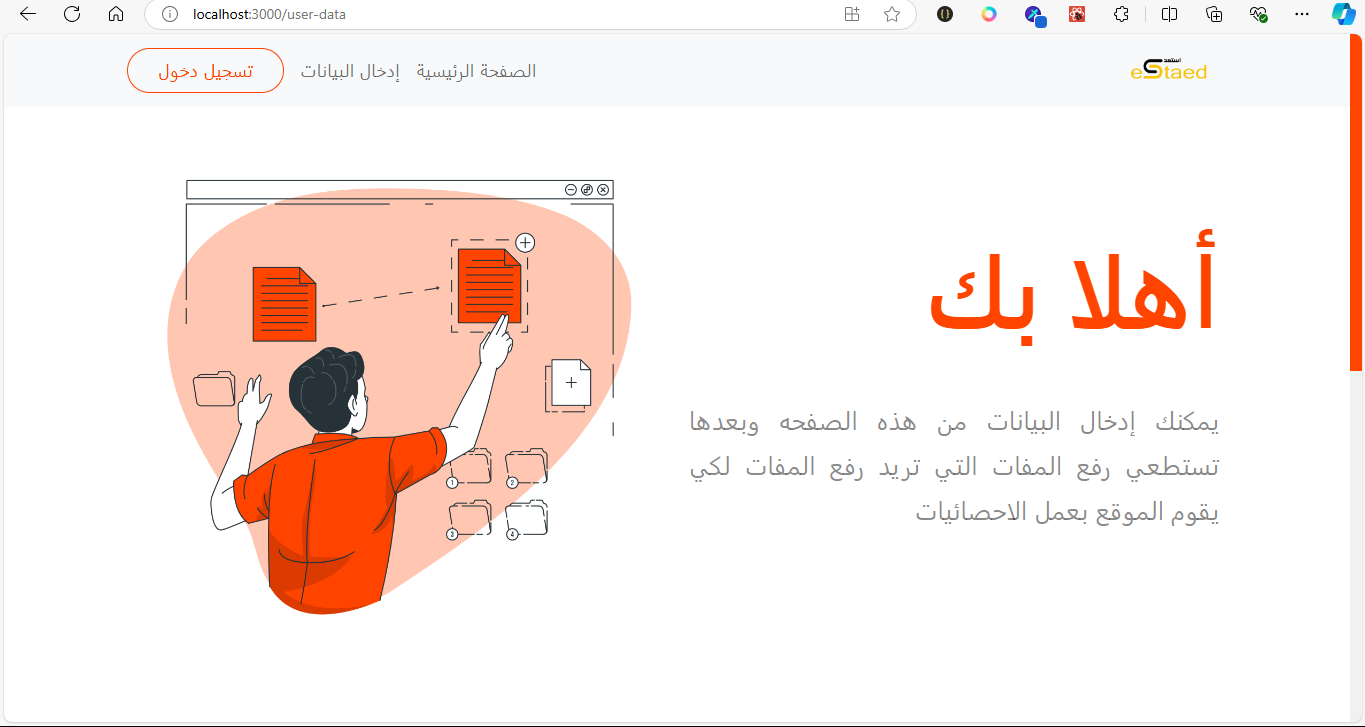 localhost:3000/user-data
استعد
eStaed
الصفحة الرئيسية
إدخال البيانات
تسجيل دخول
أهلا بك
يمكنك إدخال البيانات من هذه الصفحه وبعدها
تستطعي رفع المفات التي تريد رفع المفات لكي
يقوم الموقع بعمل الاحصائيات
1
2
3
4